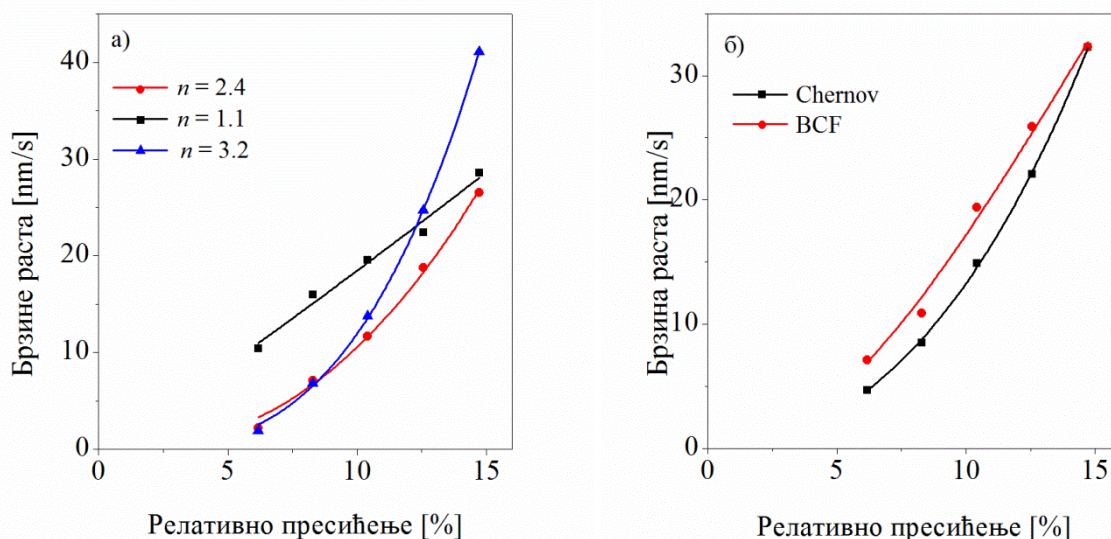 а)
n = 2.4
n = 1.1
n = 3.2
Брзине раста [nm/s]
40
30
20
10
0
0 5 10 15
Релативно пресићење [%]
б)
Chernov
BCF
Брзина раста [nm/s]
30
20
10
0
0 5 10 15
Релативно пресићење [%]